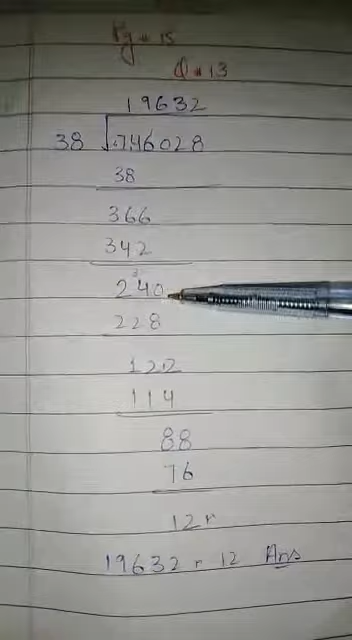 Pg = 15
Q = 13
19632
38 746028
38
366
342
240
228
122
114
88
76
12 r
19632 r 12 Ans